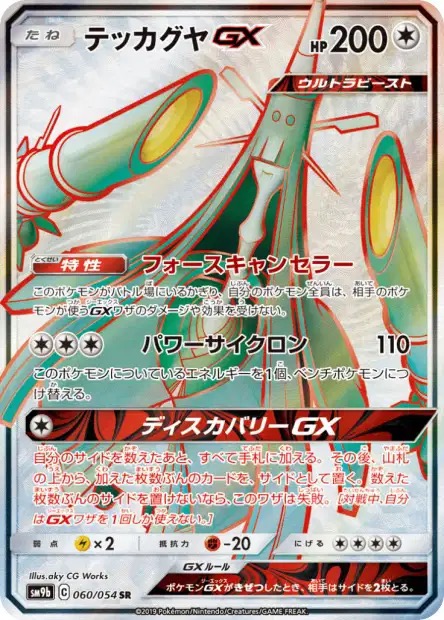 たね テッカグヤGX HP200
ウルトラビースト
特性 フォースキャンセラー
このポケモンがバトル場にいるかぎり、自分のポケモン全員は、相手のポケ
モンが使うGXワザのダメージや効果を受けない。
パワーサイクロン 110
このポケモンについているエネルギーを1個、ベンチポケモンにつ
け替える。
ディスカバリーGX
自分のサイドを数えたあと、すべて手札に加える。その後、山札
の上から、加えた枚数ぶんのカードを、サイドとして置く。数えた
枚数ぶんのサイドを置けないなら、このワザは失敗。[対戦中、自分
はGXワザを1回しか使えない。]
弱点 ×2 抵抗力 -20 にげる
Illus.aky CG Works
GXルール
ポケモンGXがきぜつしたとき、相手はサイドを2枚とる。
sm9b C 060/054 SR
©2019 Pokémon/Nintendo/Creatures/GAME FREAK.